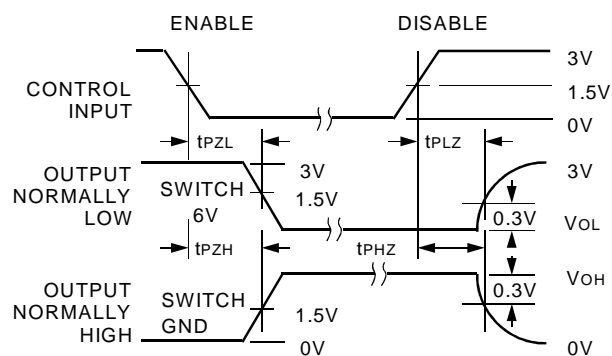 ENABLE DISABLE
3V
CONTROL INPUT
1.5V
0V
tPZL tPLZ
OUTPUT NORMALLY LOW
SWITCH 6V
3V
1.5V
3V
0.3V
VOL
tPZH tPHZ
OUTPUT NORMALLY HIGH
SWITCH GND
1.5V
0V
VOH
0.3V
0V